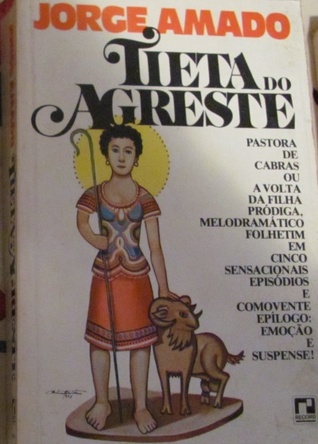 JORGE AMADO
TIETA DO
AGRESTE
PASTORA
DE
CABRAS
OU
A VOLTA
DA FILHA
PRÓDIGA,
MELODRAMÁTICO
FOLHETIM
EM
CINCO
SENSACIONAIS
EPISÓDIOS
E
COMOVENTE
EPÍLOGO:
EMOÇÃO
E
SUSPENSE!
RECORD